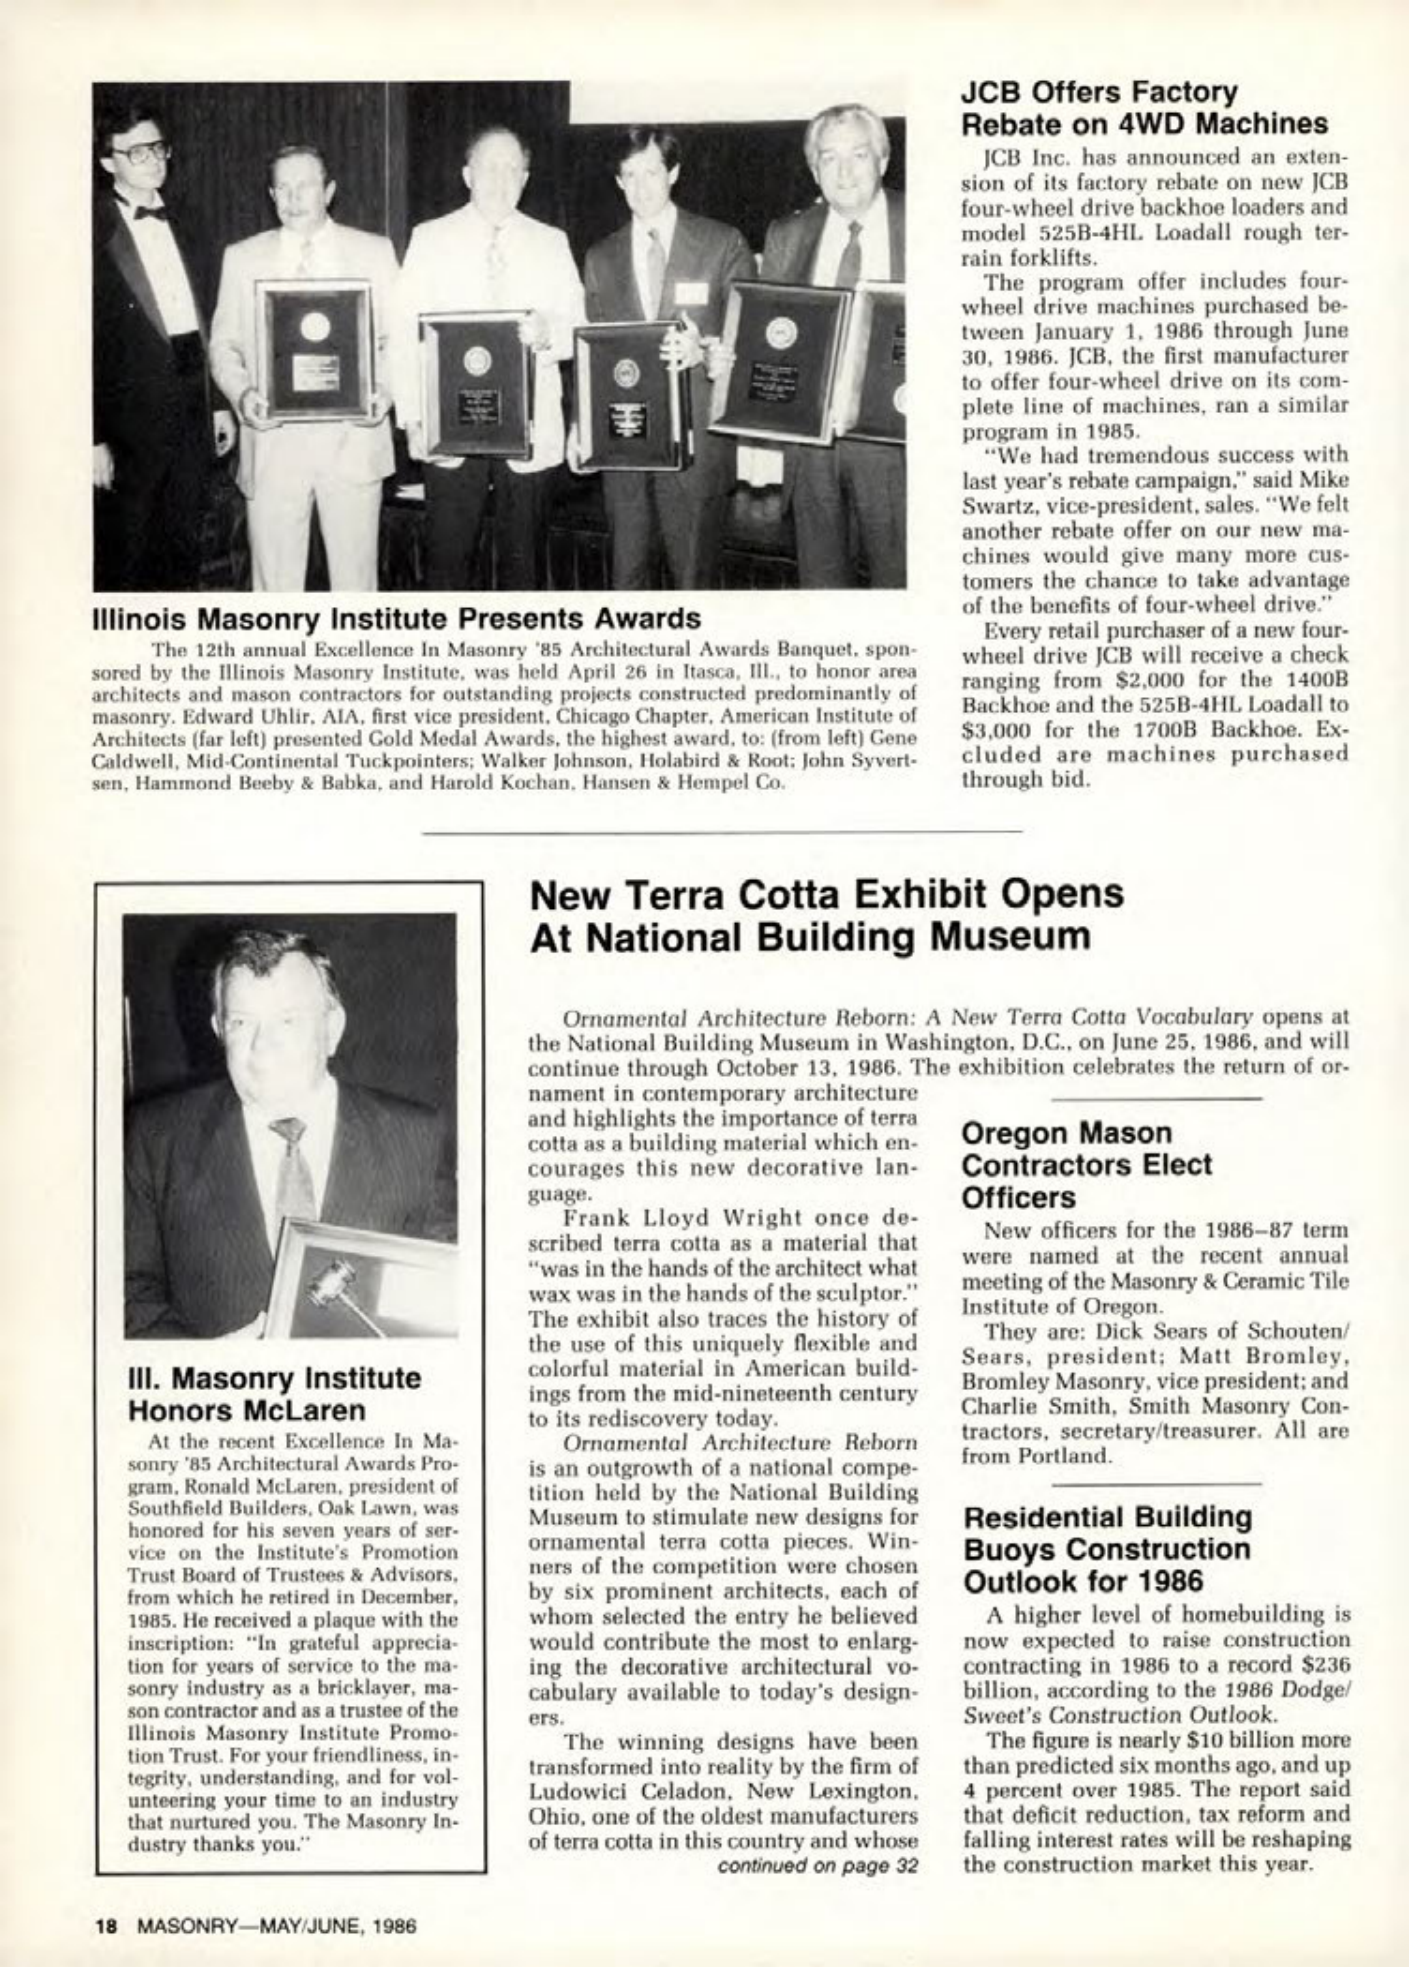 Illinois Masonry Institute Presents Awards
The 12th annual Excellence In Masonry '85 Architectural Awards Banquet, spon-
sored by the Illinois Masonry Institute, was held April 26 in Itasca, Ill., to honor area
architects and mason contractors for outstanding projects constructed predominantly of
masonry. Edward Uhlir, AIA, first vice president, Chicago Chapter, American Institute of
Architects (far left) presented Gold Medal Awards, the highest award, to: (from left) Gene
Caldwell, Mid-Continental Tuckpointers; Walker Johnson, Holabird & Root; John Syvert-
sen, Hammond Beeby & Babka, and Harold Kochan, Hansen & Hempel Co.
JCB Offers Factory
Rebate on 4WD Machines
JCB Inc. has announced an exten-
sion of its factory rebate on new JCB
four-wheel drive backhoe loaders and
model 525B-4HL Loadall rough ter-
rain forklifts.
The program offer includes four-
wheel drive machines purchased be-
tween January 1, 1986 through June
30, 1986. JCB, the first manufacturer
to offer four-wheel drive on its com-
plete line of machines, ran a similar
program in 1985.
"We had tremendous success with
last year's rebate campaign," said Mike
Swartz, vice-president, sales. "We felt
another rebate offer on our new ma-
chines would give many more cus-
tomers the chance to take advantage
of the benefits of four-wheel drive."
Every retail purchaser of a new four-
wheel drive JCB will receive a check
ranging from $2,000 for the 1400B
Backhoe and the 525B-4HL Loadall to
$3,000 for the 1700B Backhoe. Ex-
cluded are machines purchased
through bid.
Ill. Masonry Institute
Honors McLaren
At the recent Excellence In Ma-
sonry '85 Architectural Awards Pro-
gram, Ronald McLaren, president of
Southfield Builders, Oak Lawn, was
honored for his seven years of ser-
vice on the Institute's Promotion
Trust Board of Trustees & Advisors,
from which he retired in December,
1985. He received a plaque with the
inscription: "In grateful apprecia-
tion for years of service to the ma-
sonry industry as a bricklayer, ma-
son contractor and as a trustee of the
Illinois Masonry Institute Promo-
tion Trust. For your friendliness, in-
tegrity, understanding, and for vol-
unteering your time to an industry
that nurtured you. The Masonry In-
dustry thanks you."
New Terra Cotta Exhibit Opens
At National Building Museum
Ornamental Architecture Reborn: A New Terra Cotta Vocabulary opens at
the National Building Museum in Washington, D.C., on June 25, 1986, and will
continue through October 13, 1986. The exhibition celebrates the return of or-
nament in contemporary architecture
and highlights the importance of terra
cotta as a building material which en-
courages this new decorative lan-
guage.
Frank Lloyd Wright once de-
scribed terra cotta as a material that
"was in the hands of the architect what
wax was in the hands of the sculptor."
The exhibit also traces the history of
the use of this uniquely flexible and
colorful material in American build-
ings from the mid-nineteenth century
to its rediscovery today.
Ornamental Architecture Reborn
is an outgrowth of a national compe-
tition held by the National Building
Museum to stimulate new designs for
ornamental terra cotta pieces. Win-
ners of the competition were chosen
by six prominent architects, each of
whom selected the entry he believed
would contribute the most to enlarg-
ing the decorative architectural vo-
cabulary available to today's design-
ers.
The winning designs have been
transformed into reality by the firm of
Ludowici Celadon, New Lexington,
Ohio, one of the oldest manufacturers
of terra cotta in this country and whose
continued on page 32
Oregon Mason
Contractors Elect
Officers
New officers for the 1986–87 term
were named at the recent annual
meeting of the Masonry & Ceramic Tile
Institute of Oregon.
They are: Dick Sears of Schouten/
Sears, president; Matt Bromley,
Bromley Masonry, vice president; and
Charlie Smith, Smith Masonry Con-
tractors, secretary/treasurer. All are
from Portland.
Residential Building
Buoys Construction
Outlook for 1986
A higher level of homebuilding is
now expected to raise construction
contracting in 1986 to a record $236
billion, according to the 1986 Dodge/
Sweet's Construction Outlook.
The figure is nearly $10 billion more
than predicted six months ago, and up
4 percent over 1985. The report said
that deficit reduction, tax reform and
falling interest rates will be reshaping
the construction market this year.
18 MASONRY—MAY/JUNE, 1986